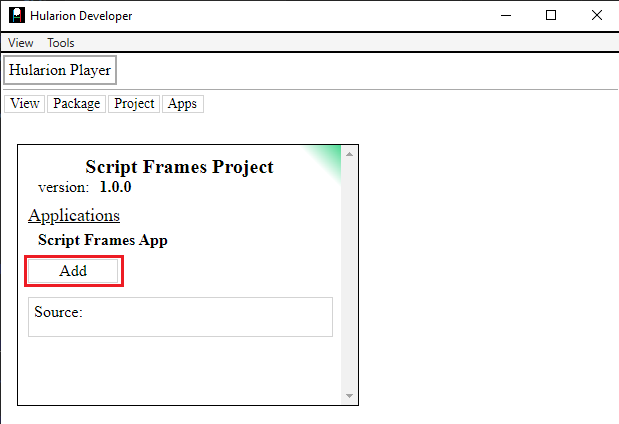 Hularion Developer
View Tools
Hularion Player
View Package Project Apps
Script Frames Project
version: 1.0.0
Applications
Script Frames App
Add
Source: